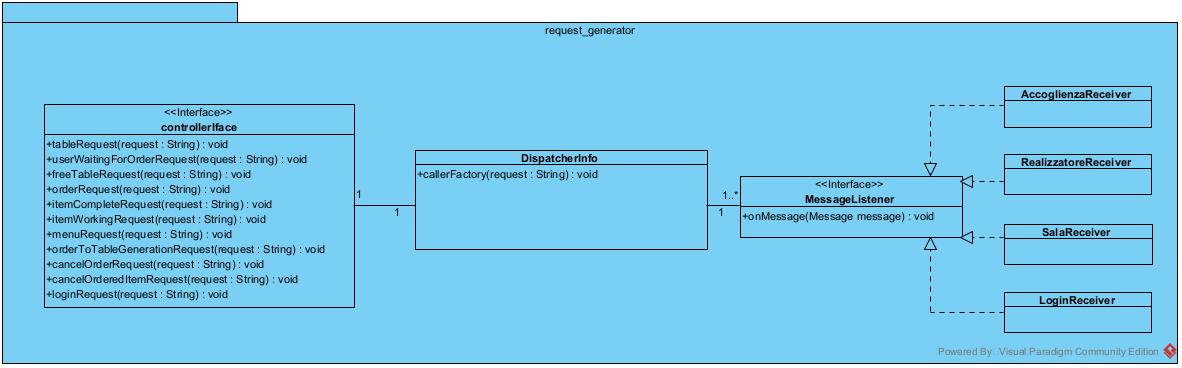 request_generator
<<Interface>>
controllerIface
+tableRequest(request : String) : void
+userWaitingForOrderRequest(request : String) : void
+freeTableRequest(request : String) : void
+orderRequest(request : String) : void
+itemCompleteRequest(request : String) : void
+itemWorkingRequest(request : String) : void
+menuRequest(request : String) : void
+orderToTableGenerationRequest(request : String) : void
+cancelOrderRequest(request : String) : void
+cancelOrderedItemRequest(request : String) : void
+loginRequest(request : String) : void
1
1
DispatcherInfo
+callerFactory(request : String) : void
1..*
1
<<Interface>>
MessageListener
+onMessage(Message message) : void
AccoglienzaReceiver
RealizzatoreReceiver
SalaReceiver
LoginReceiver
Powered By Visual Paradigm Community Edition